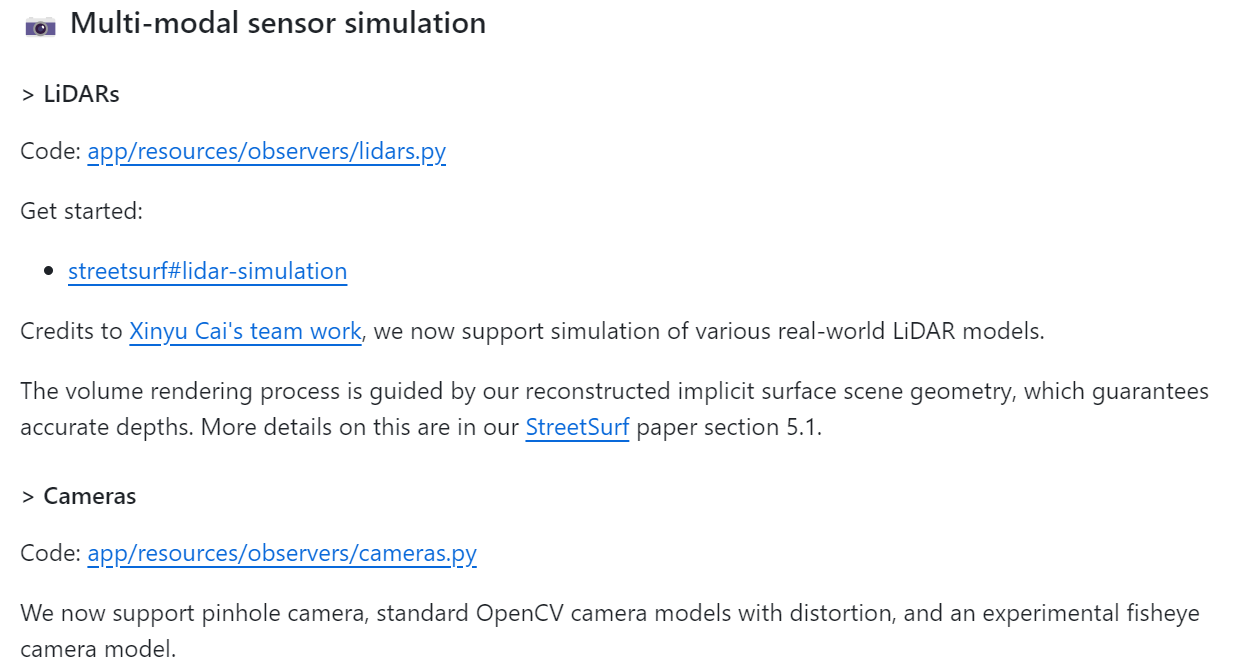 Multi-modal sensor simulation
> LiDARs
Code: app/resources/observers/lidars.py
Get started:
• streetsurf#lidar-simulation
Credits to Xinyu Cai's team work, we now support simulation of various real-world LiDAR models.
The volume rendering process is guided by our reconstructed implicit surface scene geometry, which guarantees
accurate depths. More details on this are in our StreetSurf paper section 5.1.
> Cameras
Code: app/resources/observers/cameras.py
We now support pinhole camera, standard OpenCV camera models with distortion, and an experimental fisheye
camera model.